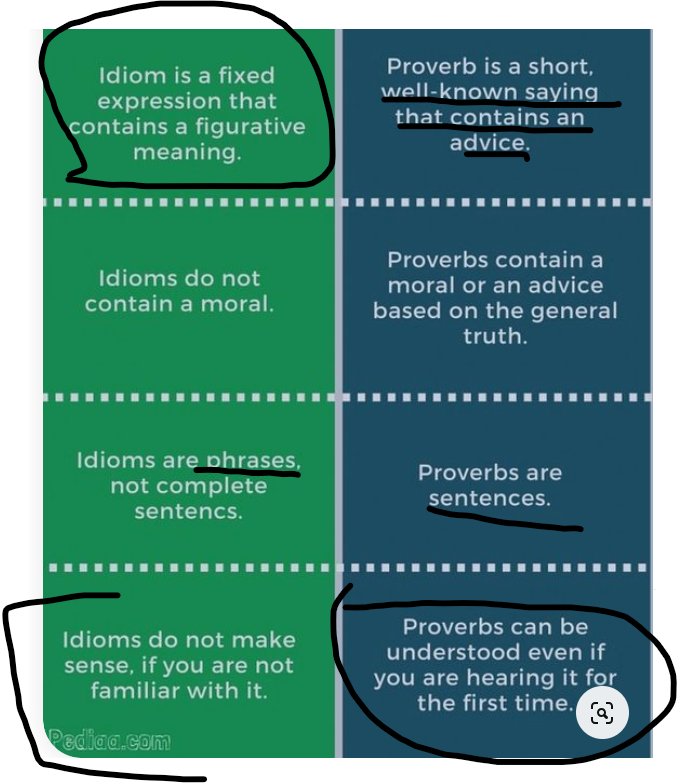 Idiom is a fixed
expression that
contains a figurative
meaning.
Proverb is a short,
well-known saying
that contains an
advice.
Idioms do not
contain a moral.
Proverbs contain a
moral or an advice
based on the general
truth.
Idioms are phrases,
not complete
sentencs.
Proverbs are
sentences.
Idioms do not make
sense, if you are not
familiar with it.
Proverbs can be
understood even if
you are hearing it for
the first time.
Pediaa.com